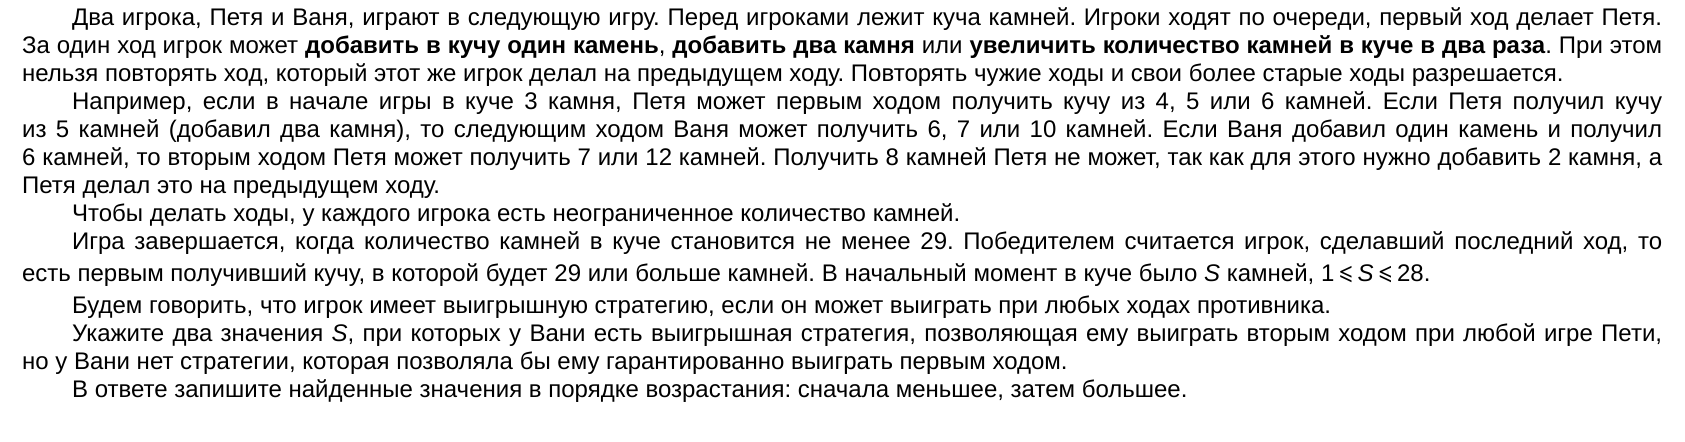 Два игрока, Петя и Ваня, играют в следующую игру. Перед игроками лежит куча камней. Игроки ходят по очереди, первый ход делает Петя.
За один ход игрок может добавить в кучу один камень, добавить два камня или увеличить количество камней в куче в два раза. При этом
нельзя повторять ход, который этот же игрок делал на предыдущем ходу. Повторять чужие ходы и свои более старые ходы разрешается.
Например, если в начале игры в куче 3 камня, Петя может первым ходом получить кучу из 4, 5 или 6 камней. Если Петя получил кучу
из 5 камней (добавил два камня), то следующим ходом Ваня может получить 6, 7 или 10 камней. Если Ваня добавил один камень и получил
6 камней, то вторым ходом Петя может получить 7 или 12 камней. Получить 8 камней Петя не может, так как для этого нужно добавить 2 камня, а
Петя делал это на предыдущем ходу.
Чтобы делать ходы, у каждого игрока есть неограниченное количество камней.
Игра завершается, когда количество камней в куче становится не менее 29. Победителем считается игрок, сделавший последний ход, то
есть первым получивший кучу, в которой будет 29 или больше камней. В начальный момент в куче было S камней, 1 ⩽ S ⩽ 28.
Будем говорить, что игрок имеет выигрышную стратегию, если он может выиграть при любых ходах противника.
Укажите два значения S, при которых у Вани есть выигрышная стратегия, позволяющая ему выиграть вторым ходом при любой игре Пети,
но у Вани нет стратегии, которая позволяла бы ему гарантированно выиграть первым ходом.
В ответе запишите найденные значения в порядке возрастания: сначала меньшее, затем большее.